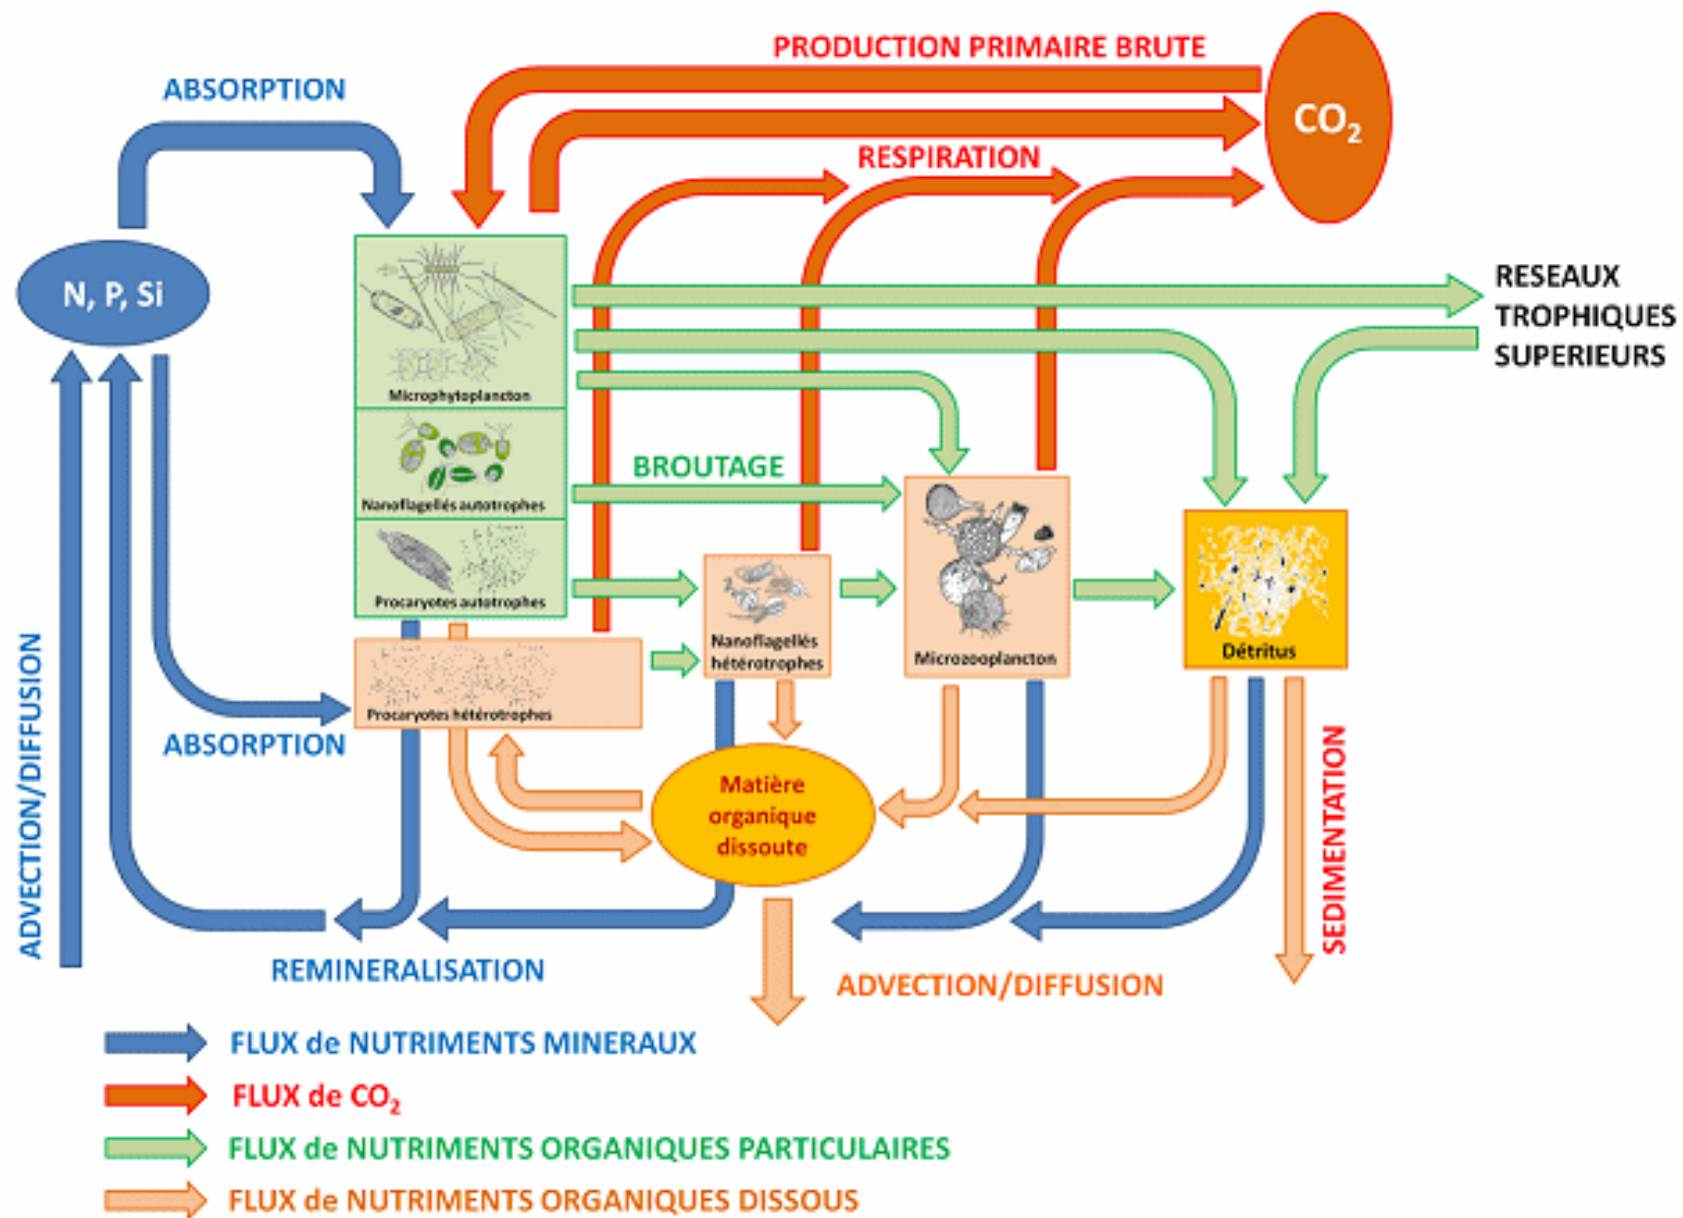 PRODUCTION PRIMAIRE BRUTE
ABSORPTION
CO2
RESPIRATION
N, P, Si
RESEAUX
TROPHIQUES
SUPERIEURS
Microphytoplancton
BROUTAGE
Nanoflagellés autotrophes
Procaryotes autotrophes
Nanoflagellés
hétérotrophes
Microzooplancton
Détritus
Procaryotes hétérotrophes
ABSORPTION
ADVECTION/DIFFUSION
Matière
organique
dissoute
SEDIMENTATION
REMINERALISATION
ADVECTION/DIFFUSION
FLUX de NUTRIMENTS MINERAUX
FLUX de CO2
FLUX de NUTRIMENTS ORGANIQUES PARTICULAIRES
FLUX de NUTRIMENTS ORGANIQUES DISSOUS